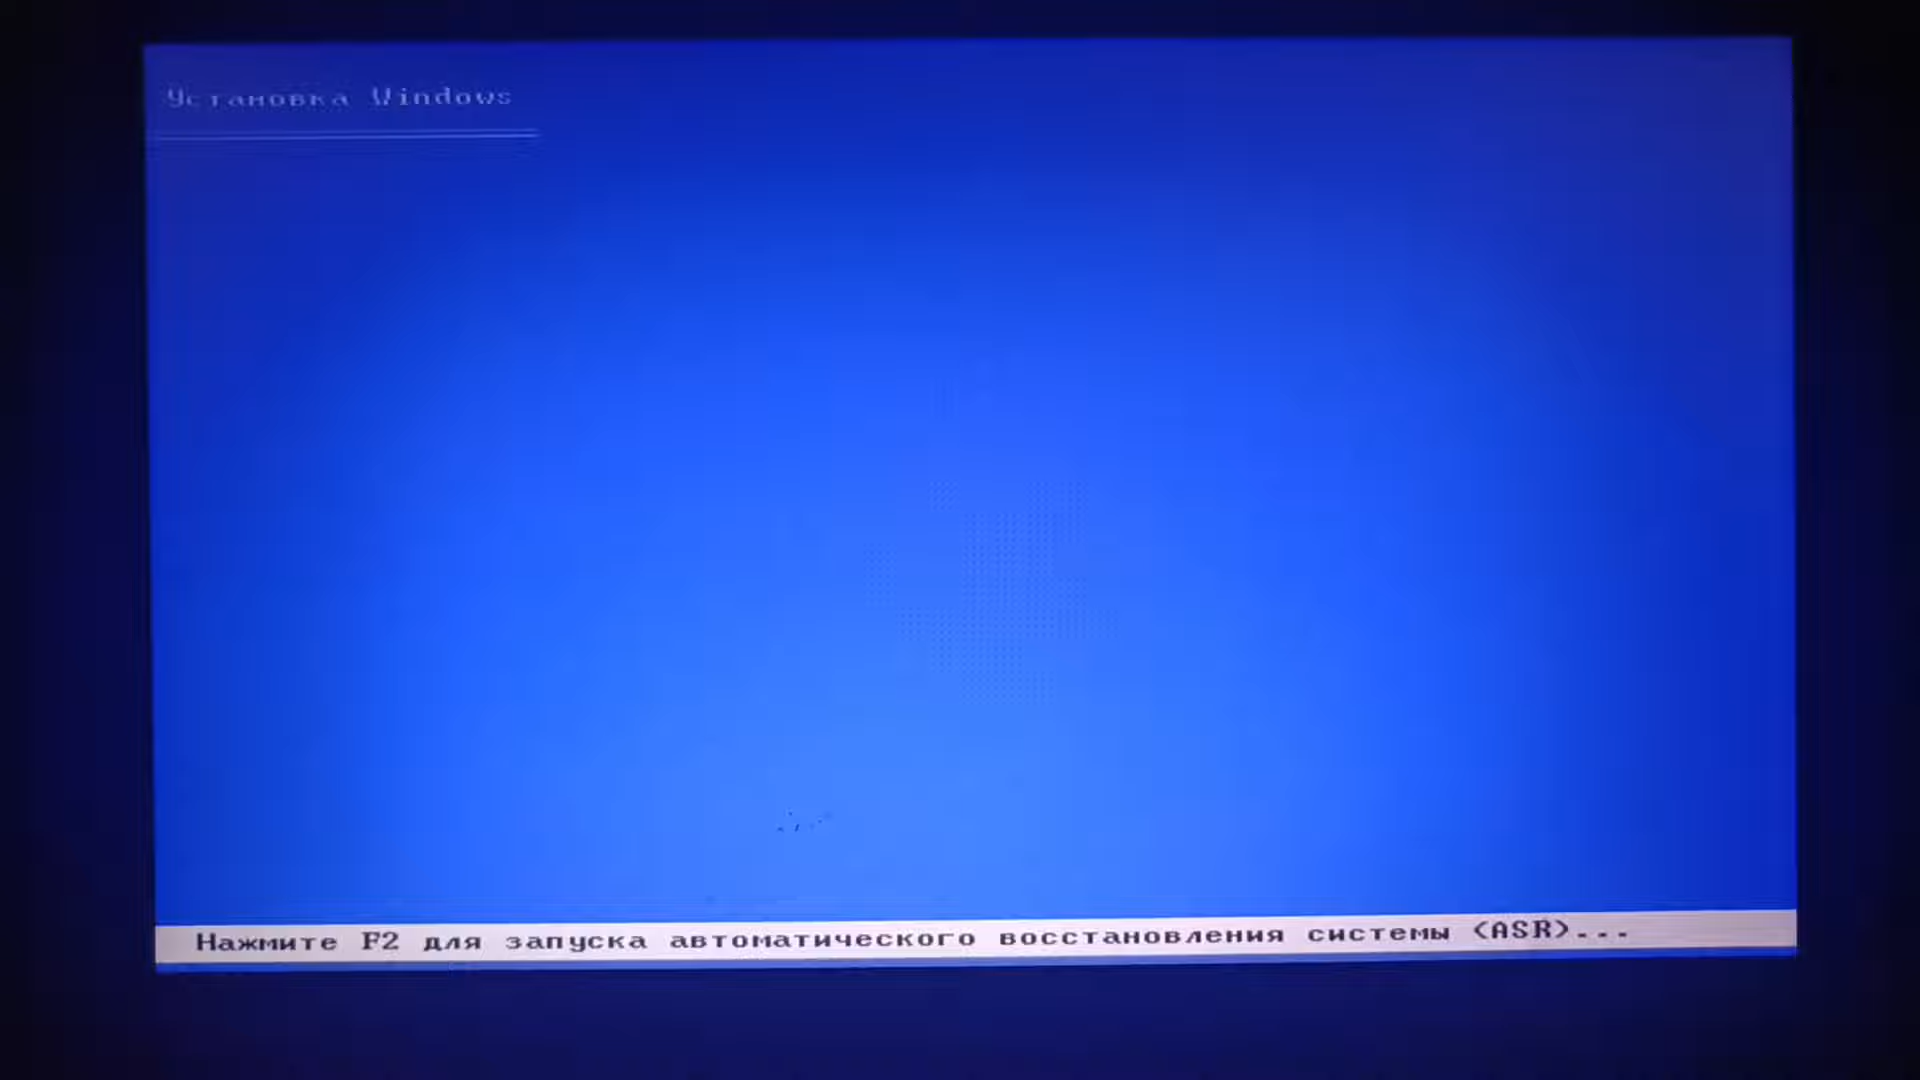 Установка Windows
Нажмите F2 для запуска автоматического восстановления системы (ASR)...